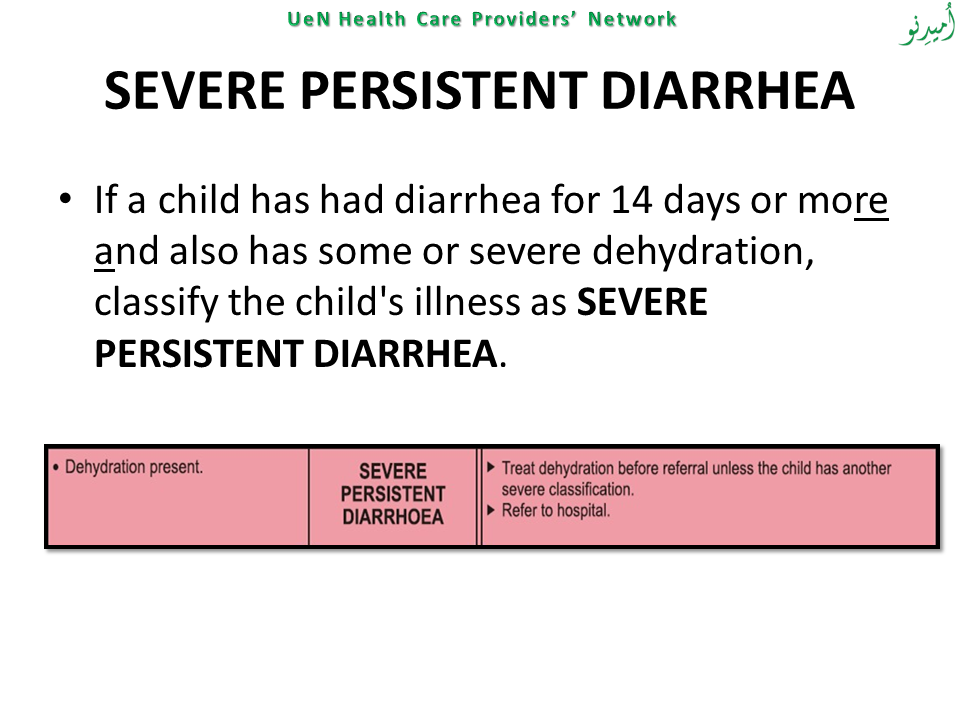 UeN Health Care Providers’ Network
اُميدِنو
SEVERE PERSISTENT DIARRHEA
• If a child has had diarrhea for 14 days or more
and also has some or severe dehydration,
classify the child's illness as SEVERE
PERSISTENT DIARRHEA.
• Dehydration present.
SEVERE
PERSISTENT
DIARRHOEA
▶ Treat dehydration before referral unless the child has another
severe classification.
▶ Refer to hospital.